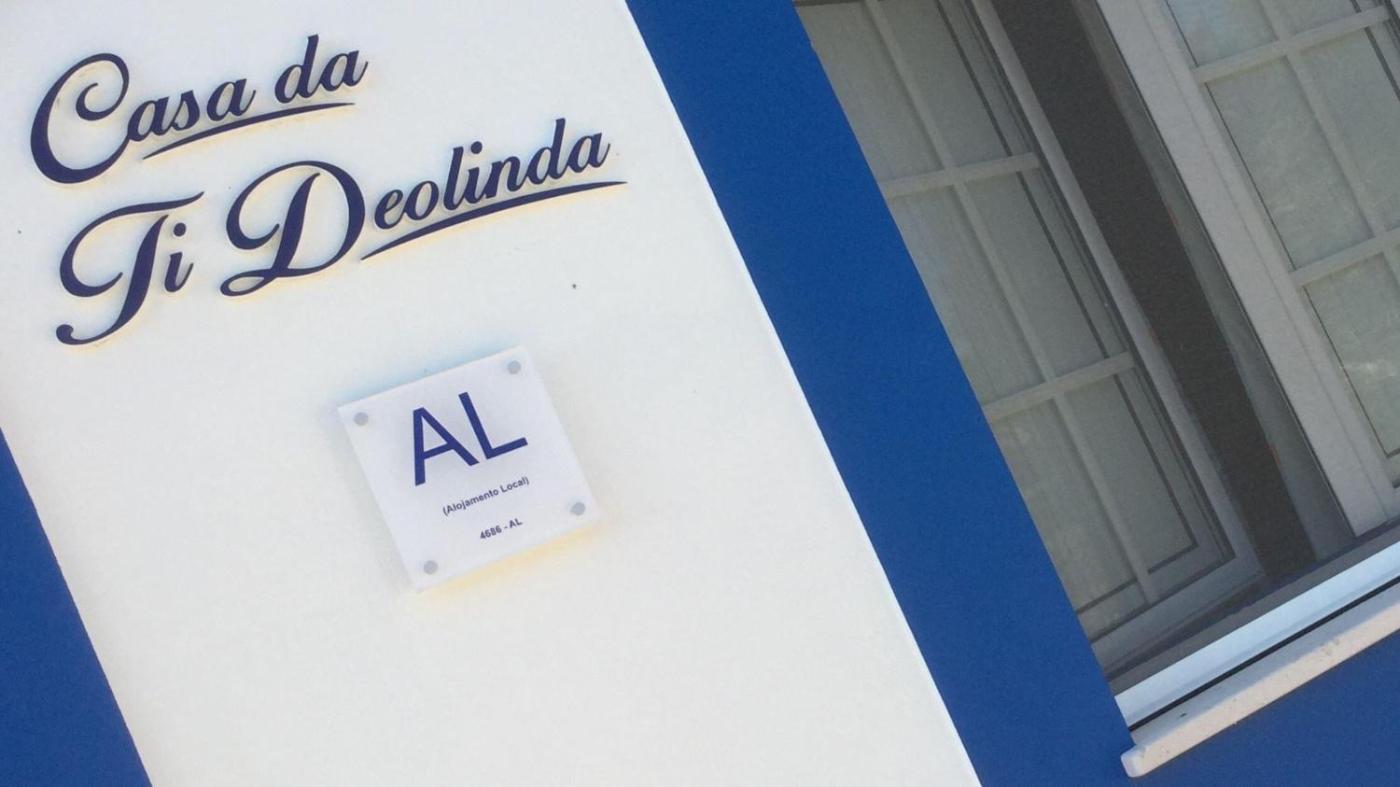 Casa da
Ti Deolinda
AL
(Alojamento Local)
4686 - AL